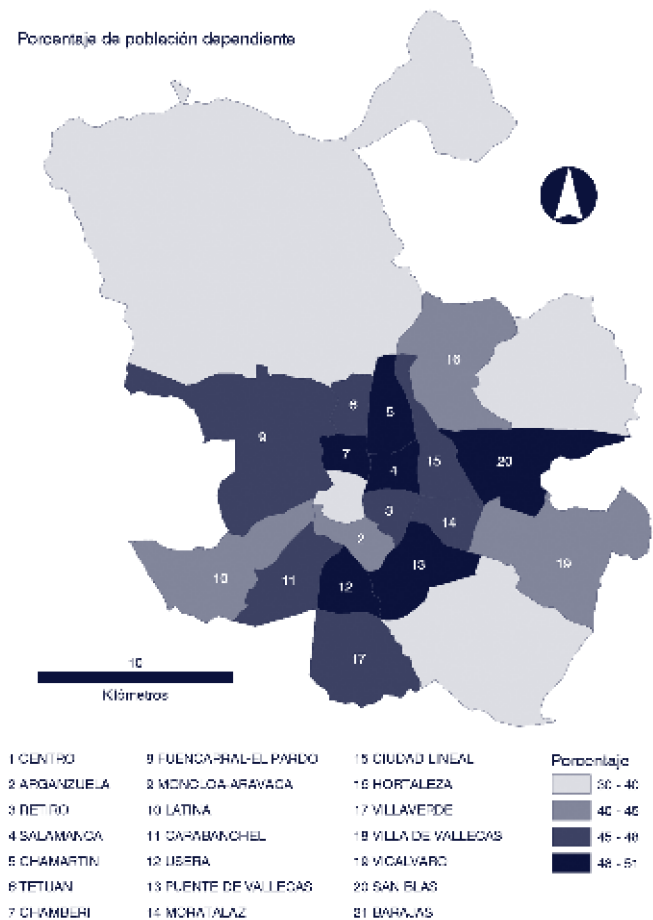 Porcentaje de población dependiente
16
6
5
9
7
4
15
20
3
14
2
13
19
10
11
12
17
10
Kilómetros
1 CENTRO
2 ARGANZUELA
3 RETIRO
4 SALAMANCA
5 CHAMARTIN
6 TETUAN
7 CHAMBERI
8 FUENCARRAL-EL PARDO
9 MONCLOA-ARAVACA
10 LATINA
11 CARABANCHEL
12 USERA
13 PUENTE DE VALLECAS
14 MORATALAZ
15 CIUDAD LINEAL
16 HORTALEZA
17 VILLAVERDE
18 VILLA DE VALLECAS
19 VICALVARO
20 SAN BLAS
21 BARAJAS
Porcentaje
30 - 40
40 - 45
45 - 48
48 - 51